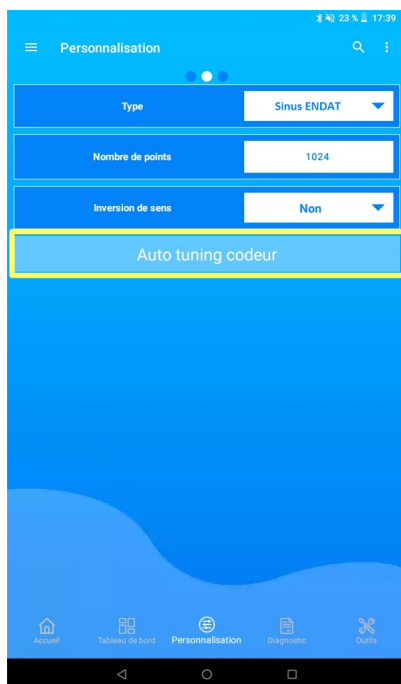 23 % 17:39
Personnalisation
Type
Sinus ENDAT
Nombre de points
1024
Inversion de sens
Non
Auto tuning codeur
Accueil
Tableau de bord
Personnalisation
Diagnostic
Outils